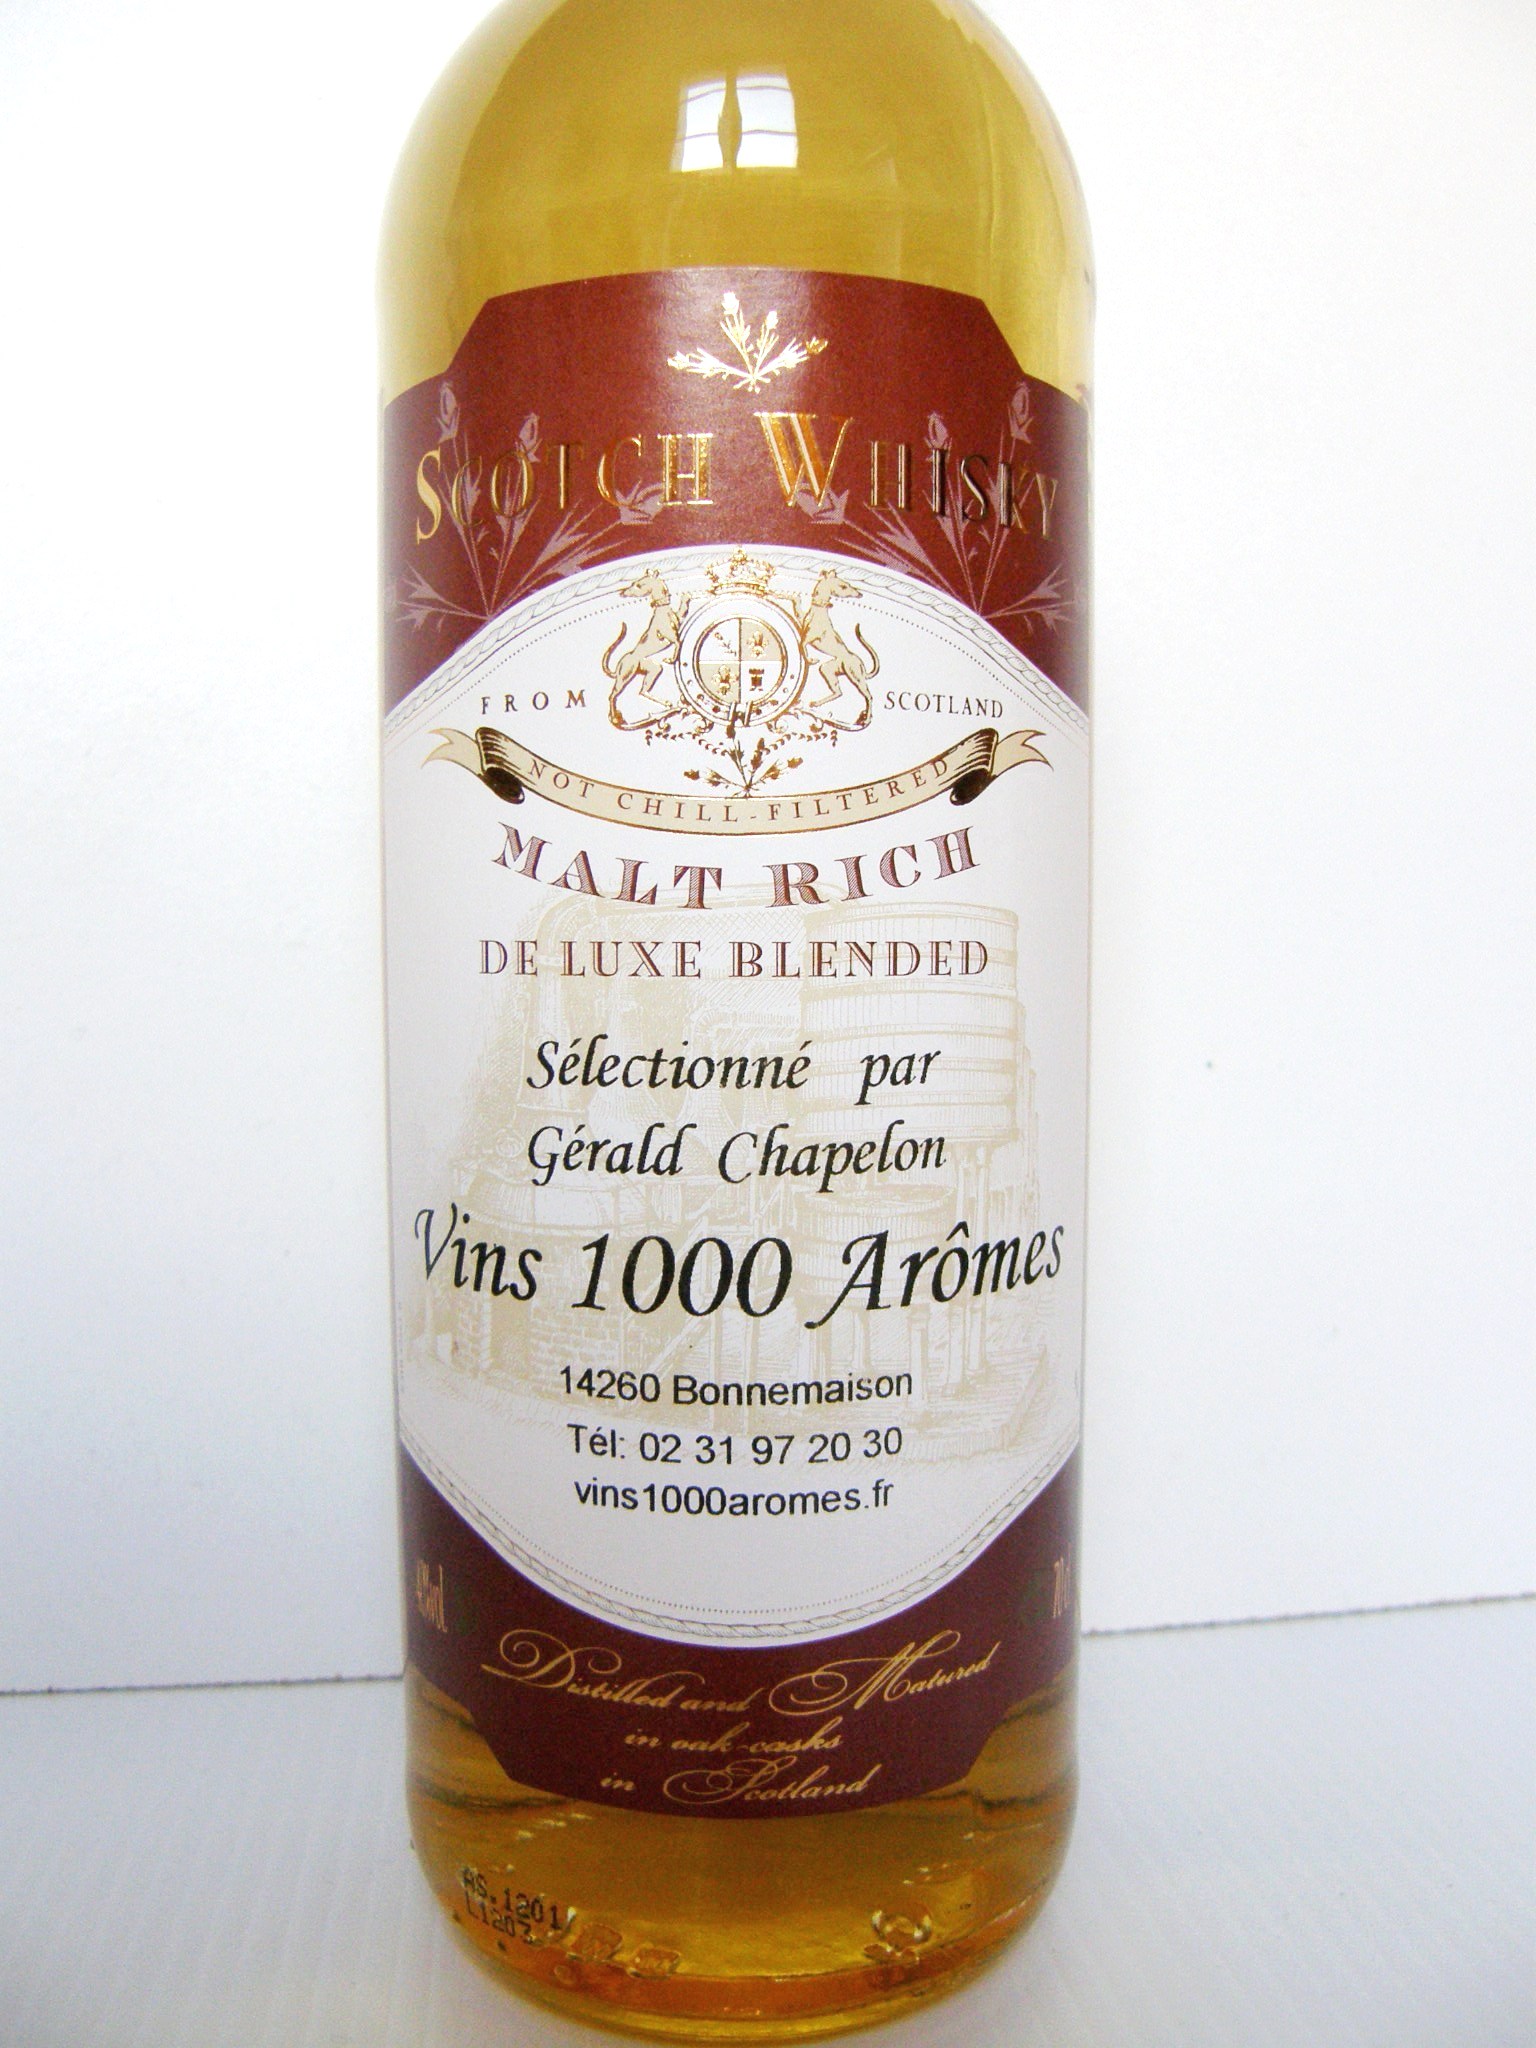 SCOTCH WHISKY
FROM SCOTLAND
NOT CHILL-FILTERED
MALT RICH
DE LUXE BLENDED
Sélectionné par
Gérald Chapelon
Vins 1000 Arômes
14260 Bonnemaison
Tél: 02 31 97 20 30
vins1000aromes.fr
Distilled and Matured
in oak-casks
in Scotland